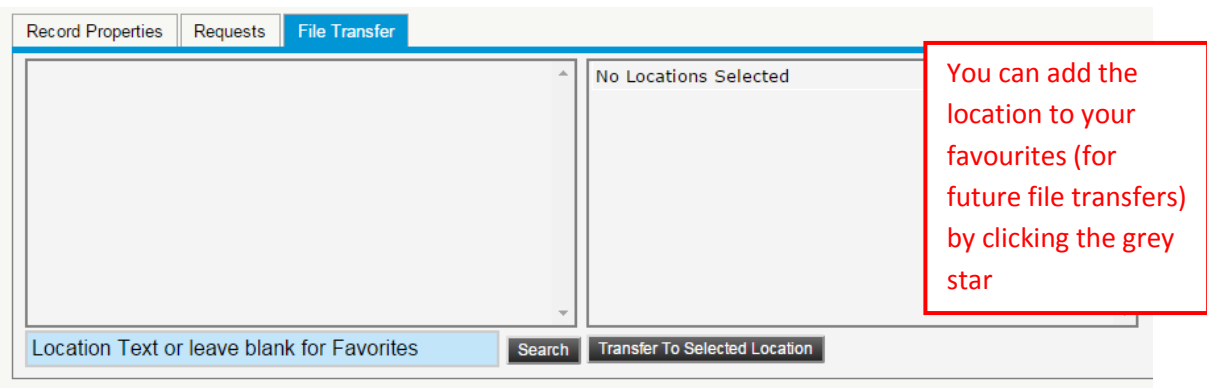 Record Properties Requests File Transfer
No Locations Selected
You can add the
location to your
favourites (for
future file transfers)
by clicking the grey
star
Location Text or leave blank for Favorites Search Transfer To Selected Location